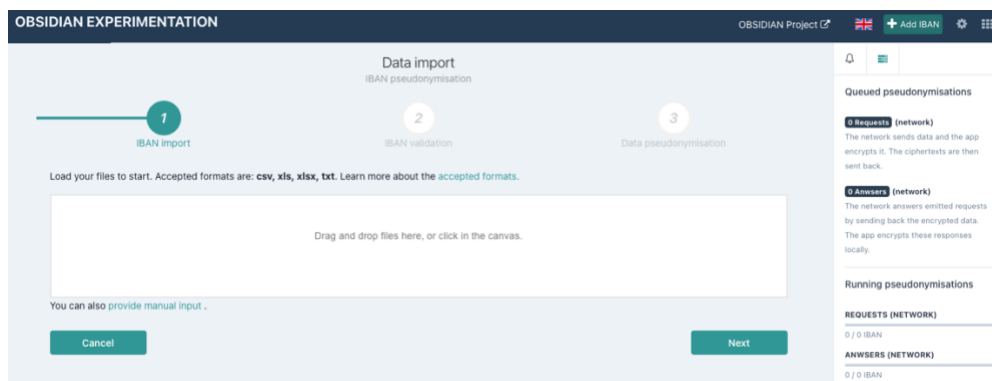 OBSIDIAN EXPERIMENTATION
OBSIDIAN Project
Add IBAN
Data import
IBAN pseudonymisation
1
2
3
IBAN import
IBAN validation
Data pseudonymisation
Load your files to start. Accepted formats are: csv, xls, xlsx, txt. Learn more about the accepted formats.
Drag and drop files here, or click in the canvas.
You can also provide manual input .
Cancel
Next
Queued pseudonymisations
0 Requests (network)
The network sends data and the app
encrypts it. The ciphertexts are then
sent back.
0 Anwsers (network)
The network answers emitted requests
by sending back the encrypted data.
The app encrypts these responses
locally.
Running pseudonymisations
REQUESTS (NETWORK)
0 / 0 IBAN
ANWSERS (NETWORK)
0 / 0 IBAN